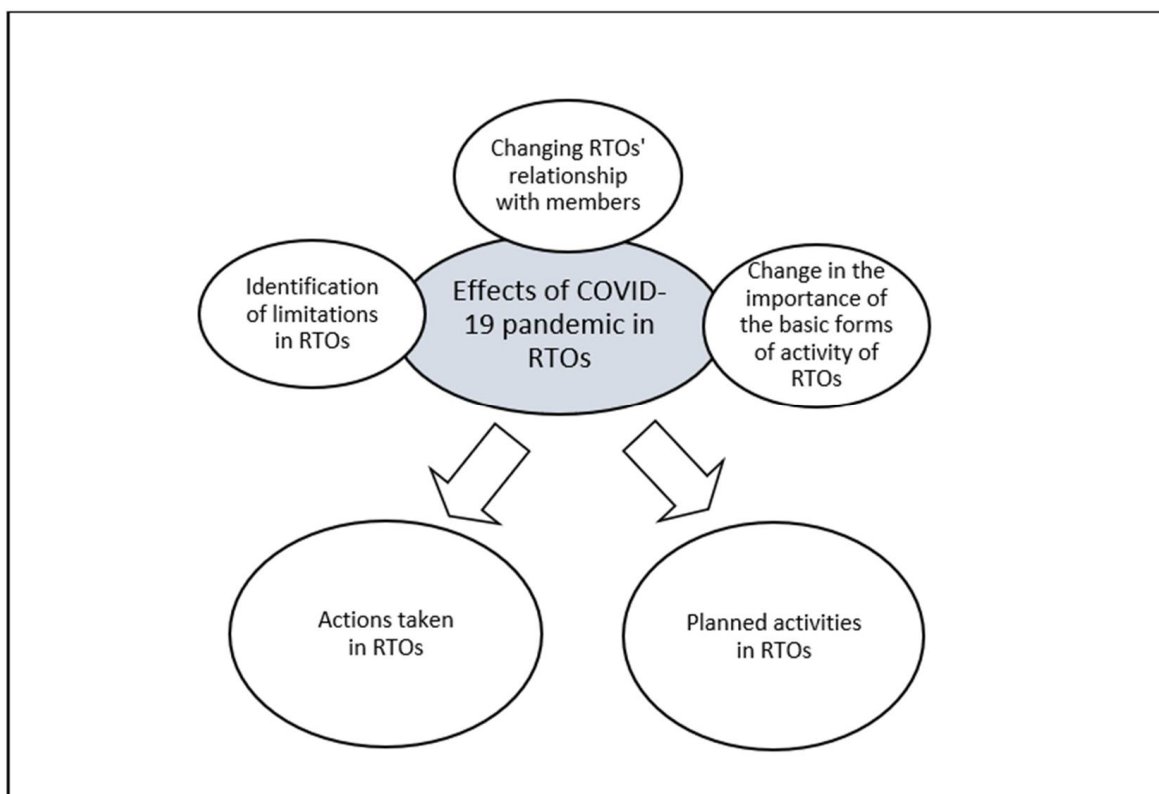 Changing RTOs'
relationship
with members
Identification
of limitations
in RTOs
Effects of COVID-
19 pandemic in
RTOs
Change in the
importance of
the basic forms
of activity of
RTOs
Actions taken
in RTOs
Planned activities
in RTOs